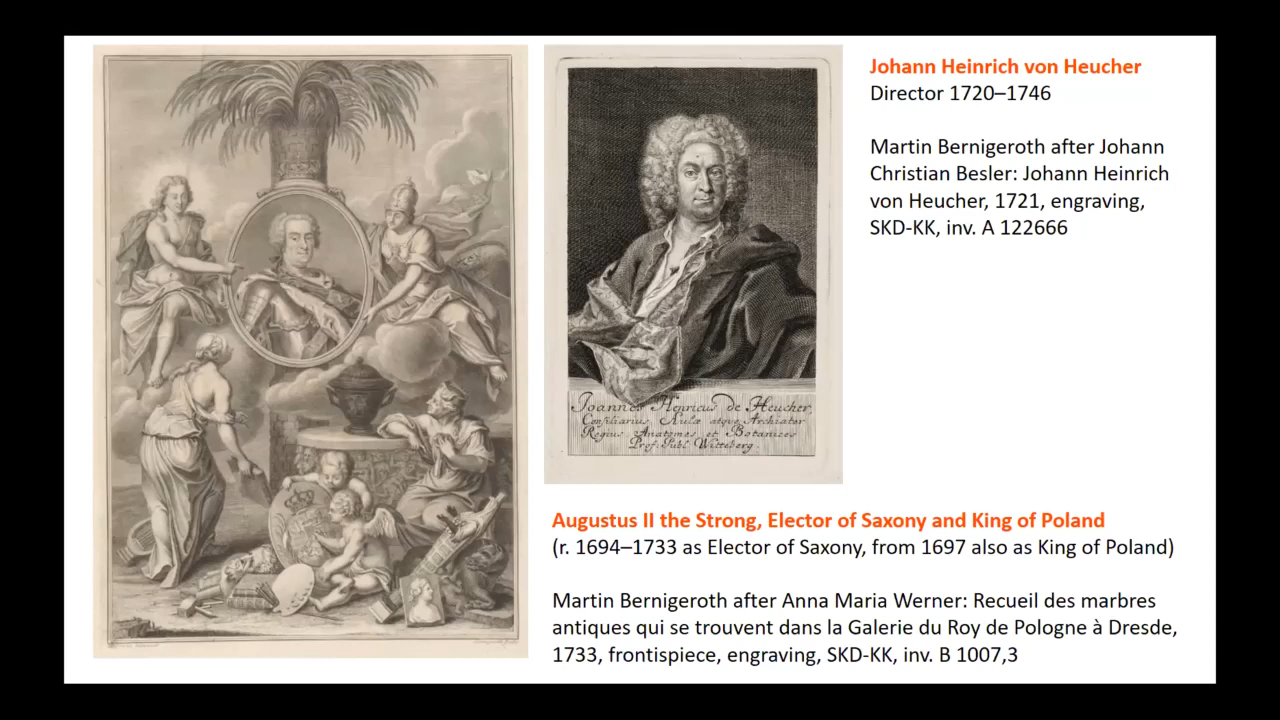 Johann Heinrich von Heucher
Director 1720–1746
Martin Bernigeroth after Johann
Christian Besler: Johann Heinrich
von Heucher, 1721, engraving,
SKD-KK, inv. A 122666
Joannes Henricus de Heucher,
Consiliarius, Aulæ atqve Archiater
Regius Anatomes et Botanices
Prof. Publ. Witteberg.
Augustus II the Strong, Elector of Saxony and King of Poland
(r. 1694–1733 as Elector of Saxony, from 1697 also as King of Poland)
Martin Bernigeroth after Anna Maria Werner: Recueil des marbres
antiques qui se trouvent dans la Galerie du Roy de Pologne à Dresde,
1733, frontispiece, engraving, SKD-KK, inv. B 1007,3